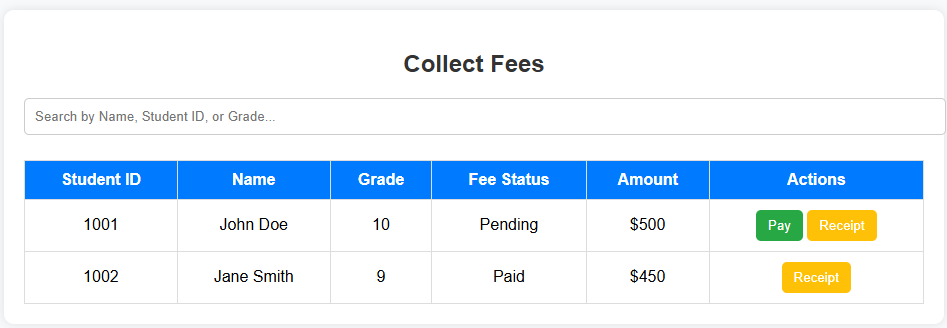 Collect Fees
Search by Name, Student ID, or Grade...
Student ID Name Grade Fee Status Amount Actions
1001 John Doe 10 Pending $500 Pay Receipt
1002 Jane Smith 9 Paid $450 Receipt